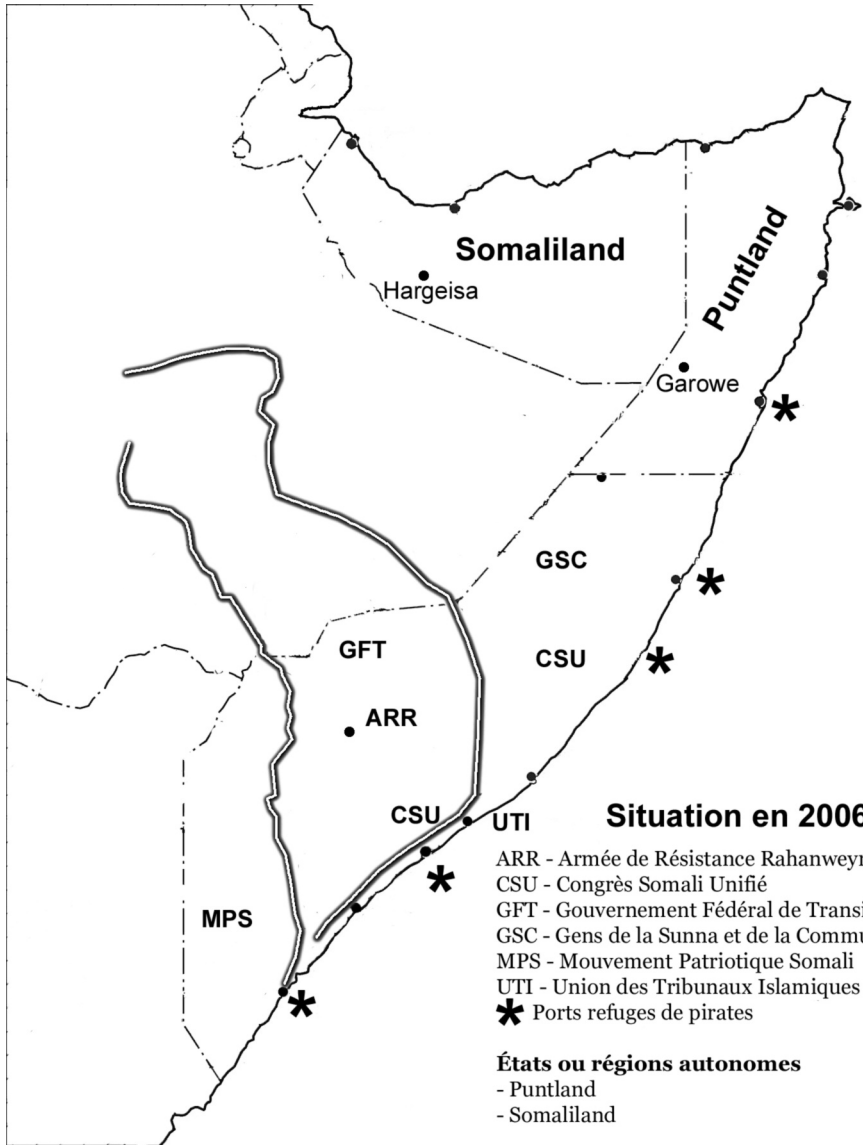 Somaliland
Puntland
Hargeisa
Garowe
*
GSC
*
CSU
*
GFT
ARR
CSU
UTI
*
MPS
*
Situation en 2006
ARR - Armée de Résistance Rahanweyn
CSU - Congrès Somali Unifié
GFT - Gouvernement Fédéral de
GSC - Gens de la Sunna et de la
MPS - Mouvement Patriotique Somali
UTI - Union des Tribunaux Islamiques
* Ports refuges de pirates
États ou régions autonomes
- Puntland
- Somaliland